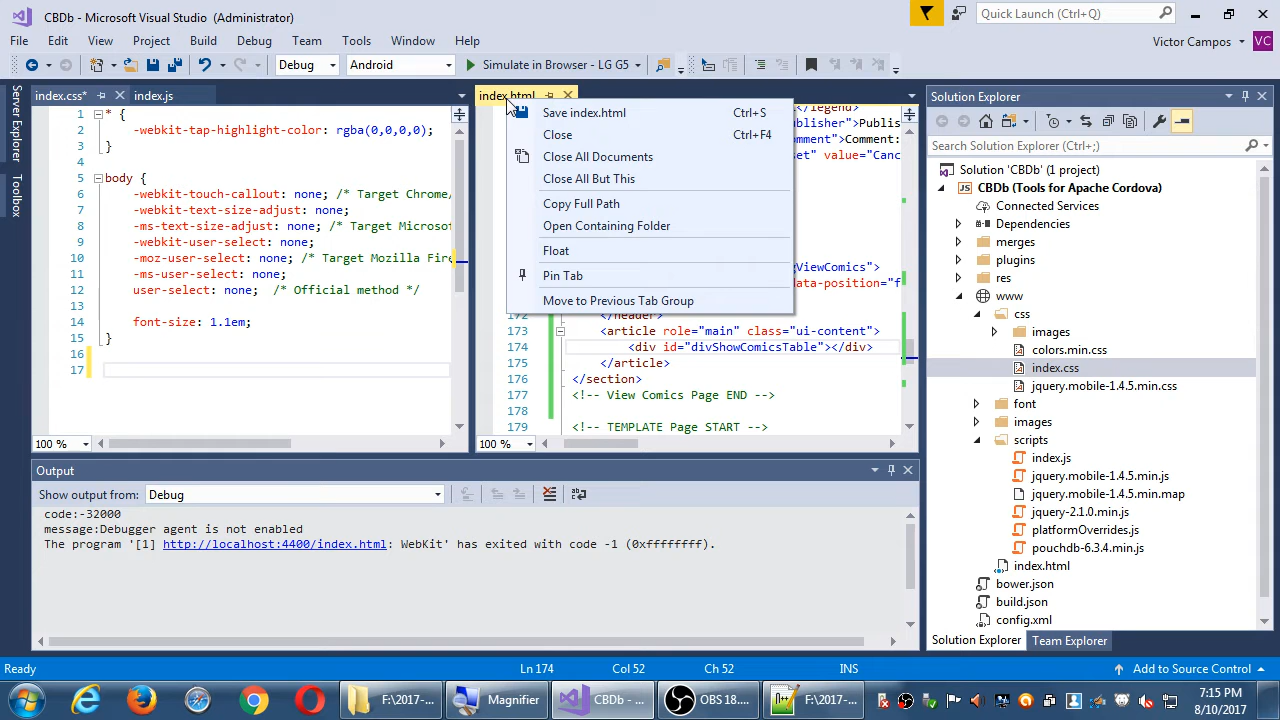 CBDb - Microsoft Visual Studio (Administrator)
Quick Launch (Ctrl+Q)
File Edit View Project Build Debug Team Tools Window Help
Victor Campos VC
Debug Android Simulate in Browser - LG G5
Server Explorer
Toolbox
index.css* index.js
1 * {
2 -webkit-tap-highlight-color: rgba(0,0,0,0);
3 }
4
5 body {
6 -webkit-touch-callout: none; /* Target Chrome/
7 -webkit-text-size-adjust: none;
8 -ms-text-size-adjust: none; /* Target Microsof
9 -webkit-user-select: none;
10 -moz-user-select: none; /* Target Mozilla Fire
11 -ms-user-select: none;
12 user-select: none; /* Official method */
13
14 font-size: 1.1em;
15 }
16
17
100 %
index.html
Save index.html Ctrl+S
Close Ctrl+F4
Close All Documents
Close All But This
Copy Full Path
Open Containing Folder
Float
Pin Tab
Move to Previous Tab Group
</legend>
ublisher">Publis
Comment:
set" value="Canc
gViewComics">
data-position="f
172 </header>
173 <article role="main" class="ui-content">
174 <div id="divShowComicsTable"></div>
175 </article>
176 </section>
177 <!-- View Comics Page END -->
178
179 <!-- TEMPLATE Page START -->
100 %
Output
Show output from: Debug
code:-32000
message:Debugger agent is not enabled
The program '[1] http://localhost:4400/index.html: WebKit' has exited with code -1 (0xffffffff).
Solution Explorer
Search Solution Explorer (Ctrl+;)
Solution 'CBDb' (1 project)
JS CBDb (Tools for Apache Cordova)
Connected Services
Dependencies
merges
plugins
res
www
css
images
colors.min.css
index.css
jquery.mobile-1.4.5.min.css
font
images
scripts
index.js
jquery.mobile-1.4.5.min.js
jquery.mobile-1.4.5.min.map
jquery-2.1.0.min.js
platformOverrides.js
pouchdb-6.3.4.min.js
index.html
bower.json
build.json
config.xml
Solution Explorer Team Explorer
Ready Ln 174 Col 52 Ch 52 INS Add to Source Control
F:\2017-... Magnifier CBDb - ... OBS 18.... F:\2017-...
7:15 PM
8/10/2017